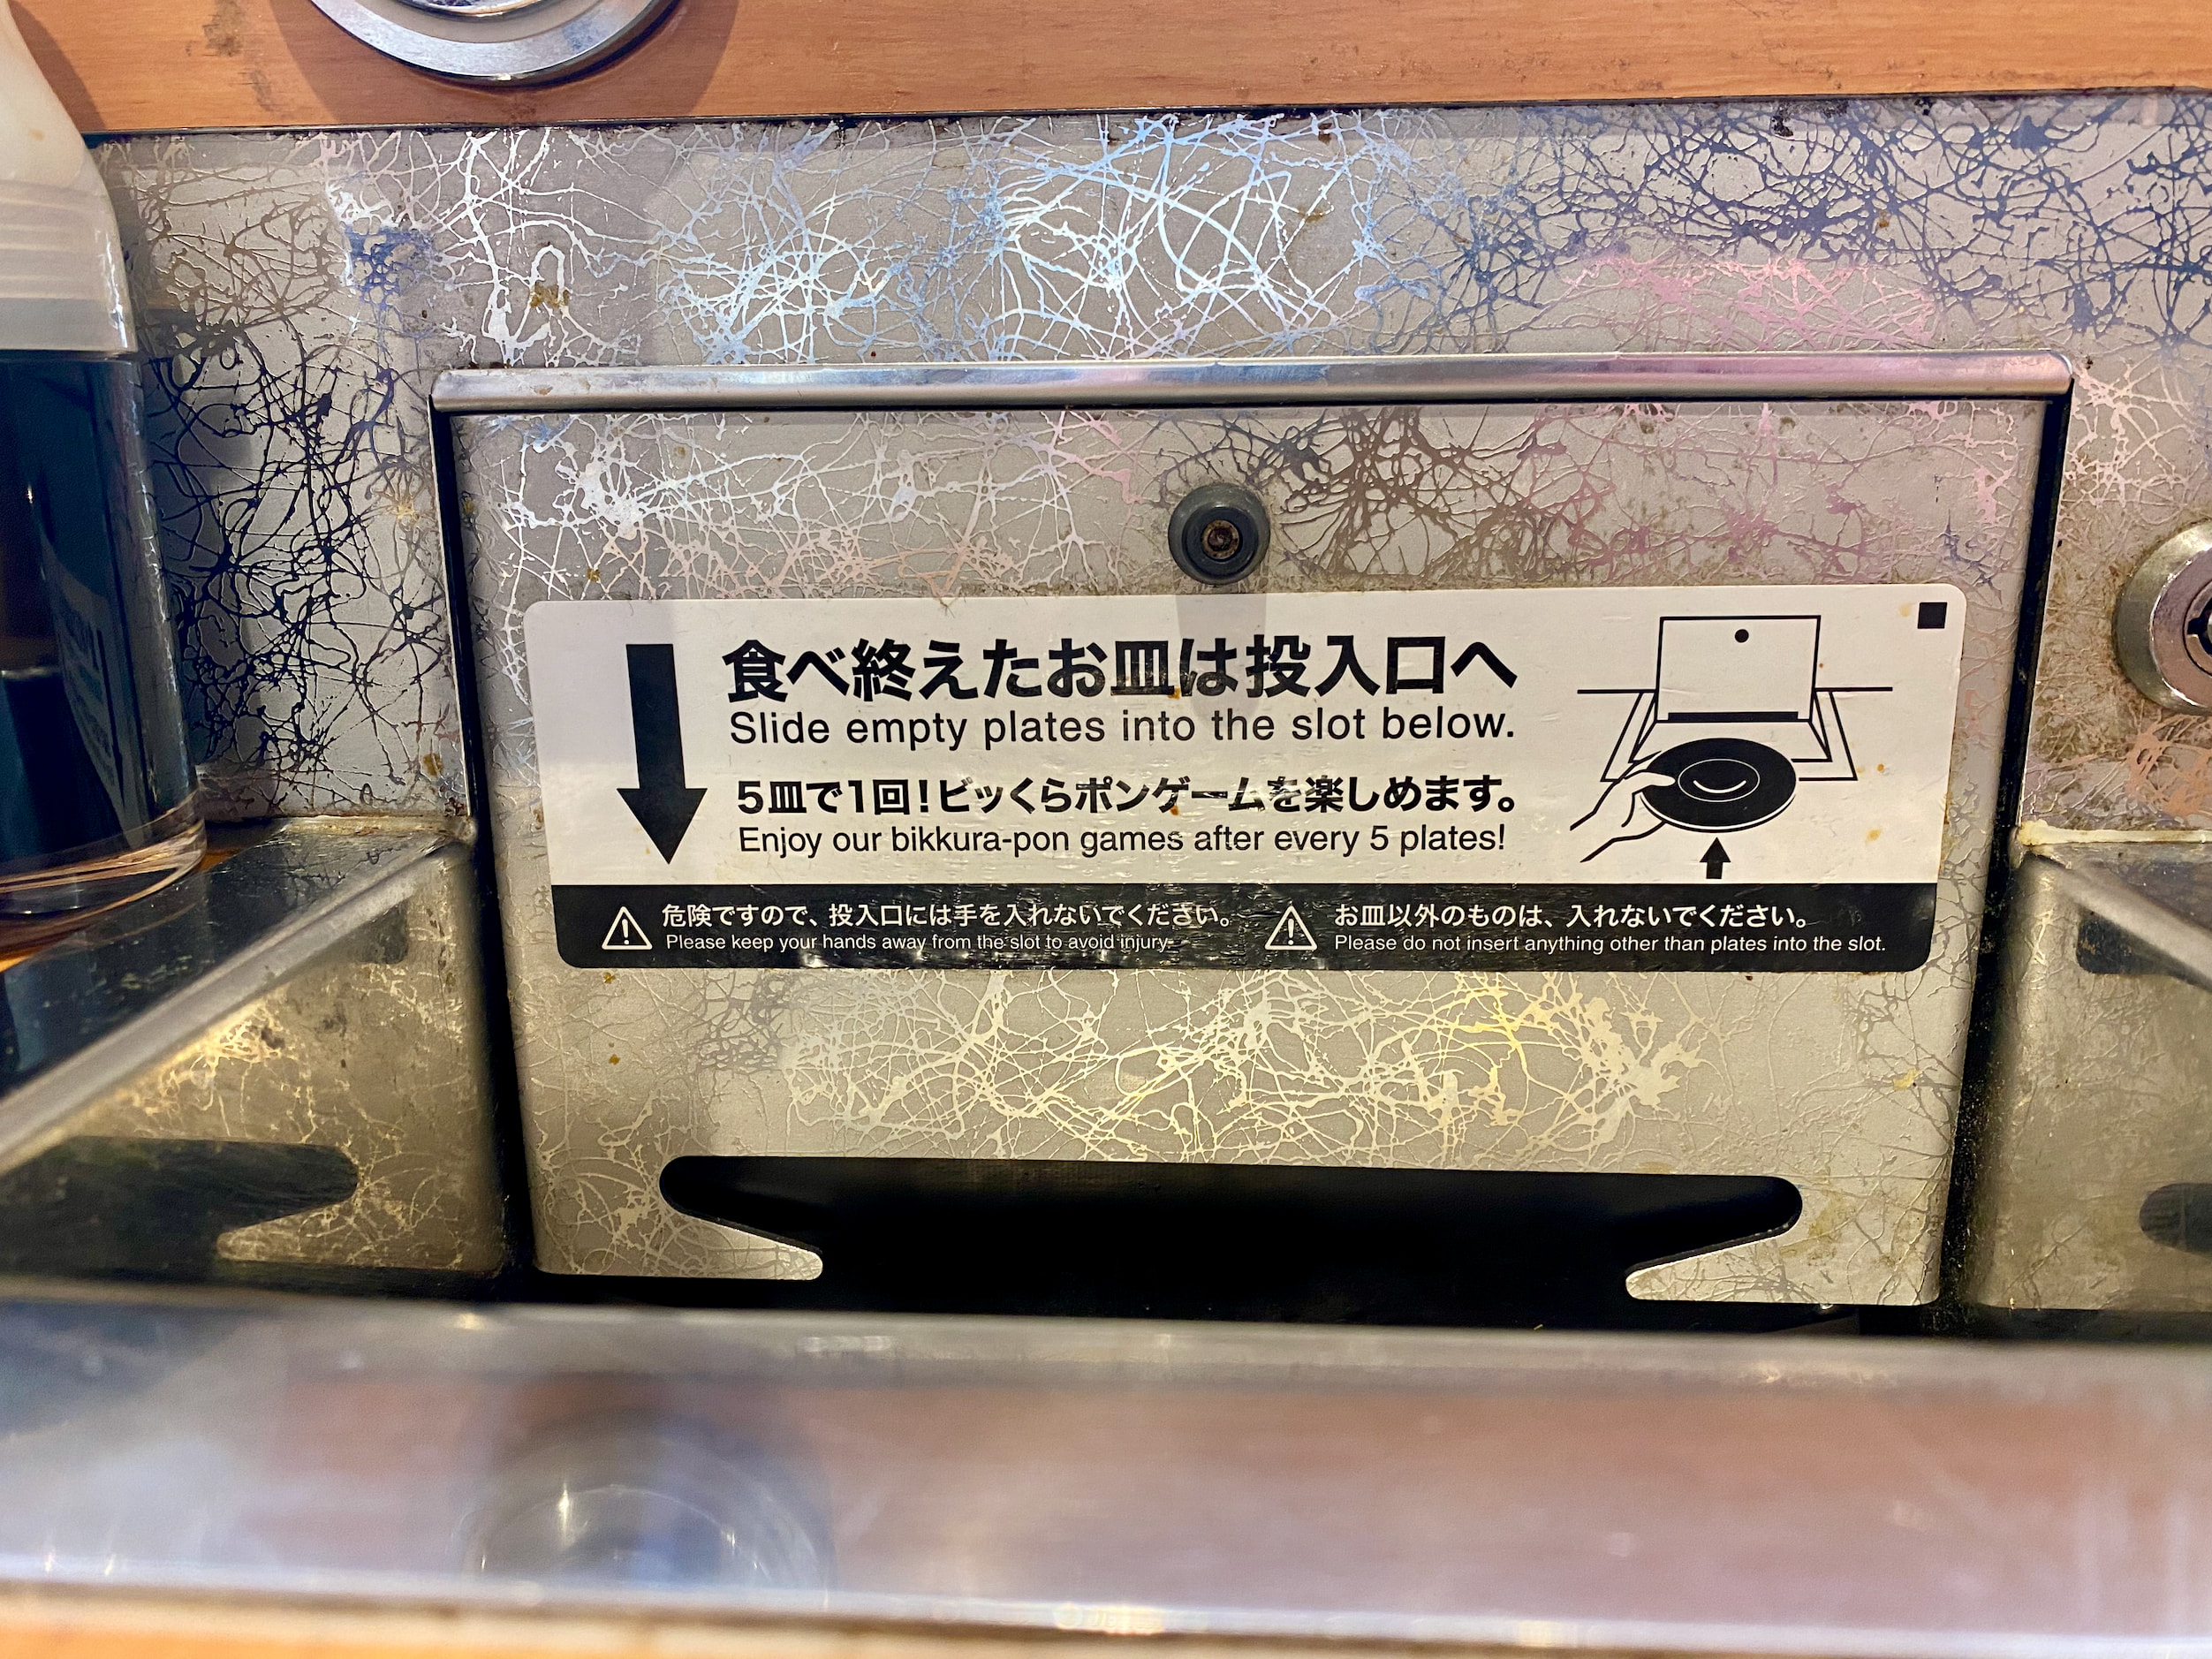 食べ終えたお皿は投入口へ
Slide empty plates into the slot below.
5皿で1回!ビッくらポンゲームを楽しめます。
Enjoy our bikkura-pon games after every 5 plates!
危険ですので、投入口には手を入れないでください。
Please keep your hands away from the slot to avoid injury.
お皿以外のものは、入れないでください。
Please do not insert anything other than plates into the slot.